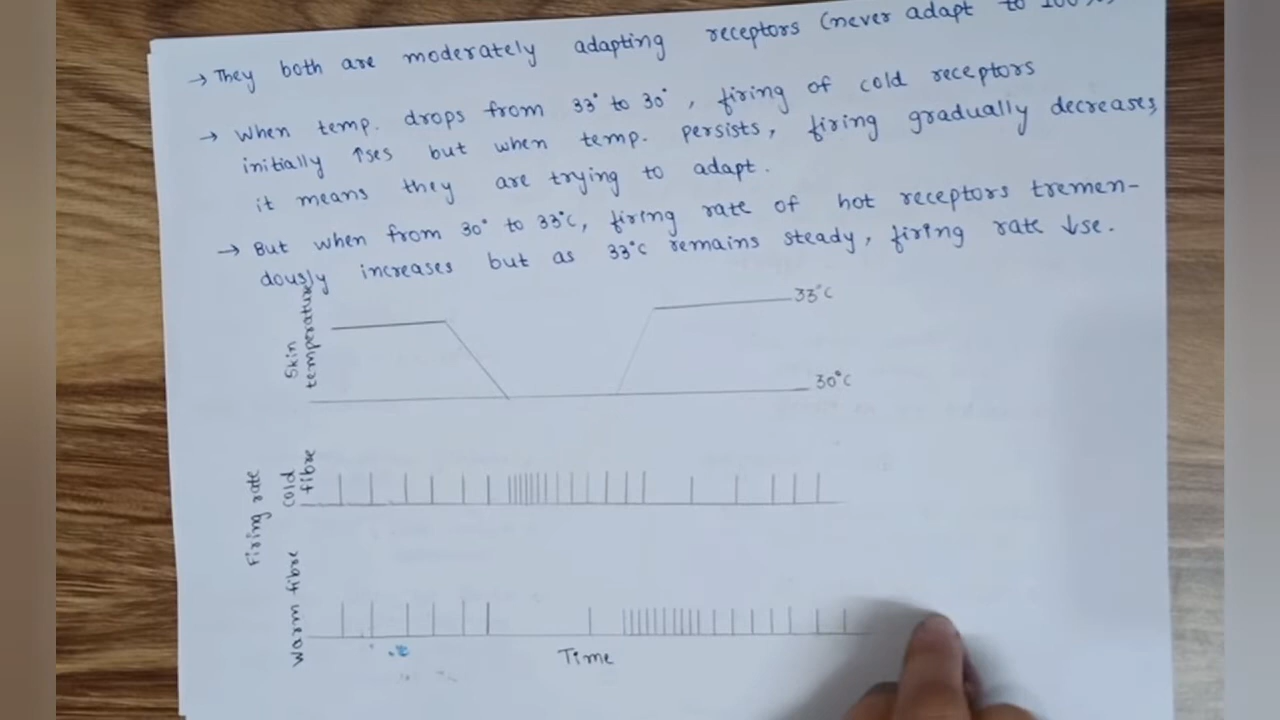 → They both are moderately adapting receptors (never adapt to 100%)
→ When temp. drops from 33° to 30°, firing of cold receptors
initially ↑ses but when temp. persists, firing gradually decreases,
it means they are trying to adapt.
→ But when from 30° to 33°C, firing rate of hot receptors tremen-
dously increases but as 33°C remains steady, firing rate ↓se.
Skin
temperature
33°C
30°C
Firing rate
Cold
fibre
Warm fibre
Time